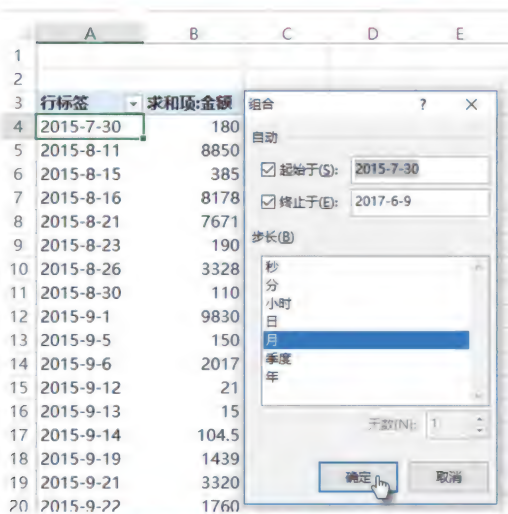 A B C D E
1
2
3 行标签 求和项:金额
4 2015-7-30 180
5 2015-8-11 8850
6 2015-8-15 385
7 2015-8-16 8178
8 2015-8-21 7671
9 2015-8-23 190
10 2015-8-26 3328
11 2015-8-30 110
12 2015-9-1 9830
13 2015-9-5 150
14 2015-9-6 2017
15 2015-9-12 21
16 2015-9-13 15
17 2015-9-14 104.5
18 2015-9-19 1439
19 2015-9-21 3320
20 2015-9-22 1760
组合 ? ×
自动
起始于(S): 2015-7-30
终止于(E): 2017-6-9
步长(B)
秒
分
小时
日
月
季度
年
天数(N): 1
确定 取消